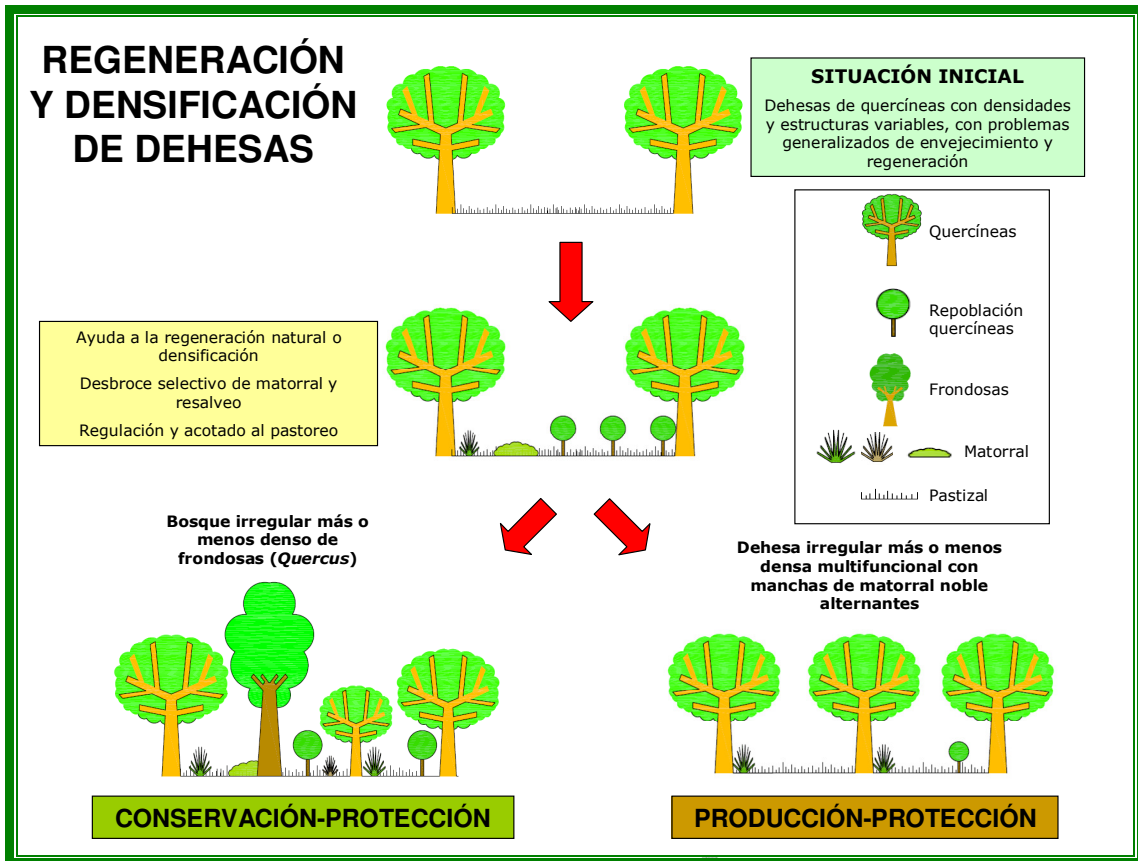 REGENERACIÓN
Y DENSIFICACIÓN
DE DEHESAS
SITUACIÓN INICIAL
Dehesas de quercíneas con densidades
y estructuras variables, con problemas
generalizados de envejecimiento y
regeneración
Quercíneas
Repoblación
quercíneas
Frondosas
Matorral
Pastizal
Ayuda a la regeneración natural o
densificación
Desbroce selectivo de matorral y
resalveo
Regulación y acotado al pastoreo
Bosque irregular más o
menos denso de
frondosas (Quercus)
Dehesa irregular más o menos
densa multifuncional con
manchas de matorral noble
alternantes
CONSERVACIÓN-PROTECCIÓN
PRODUCCIÓN-PROTECCIÓN